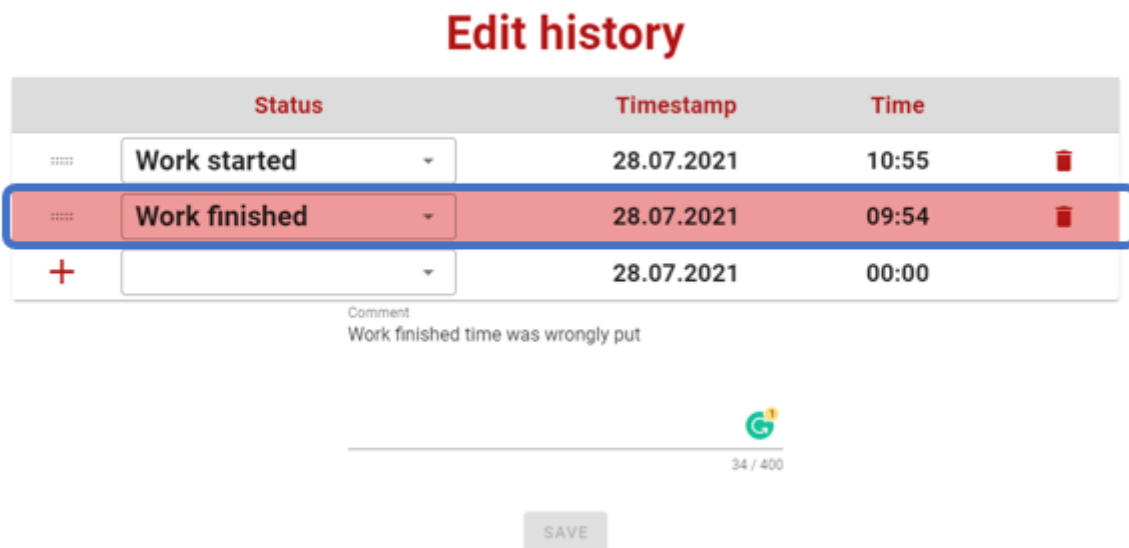 Edit history
Status Timestamp Time
Work started 28.07.2021 10:55
Work finished 28.07.2021 09:54
28.07.2021 00:00
Comment
Work finished time was wrongly put
1
34 / 400
SAVE